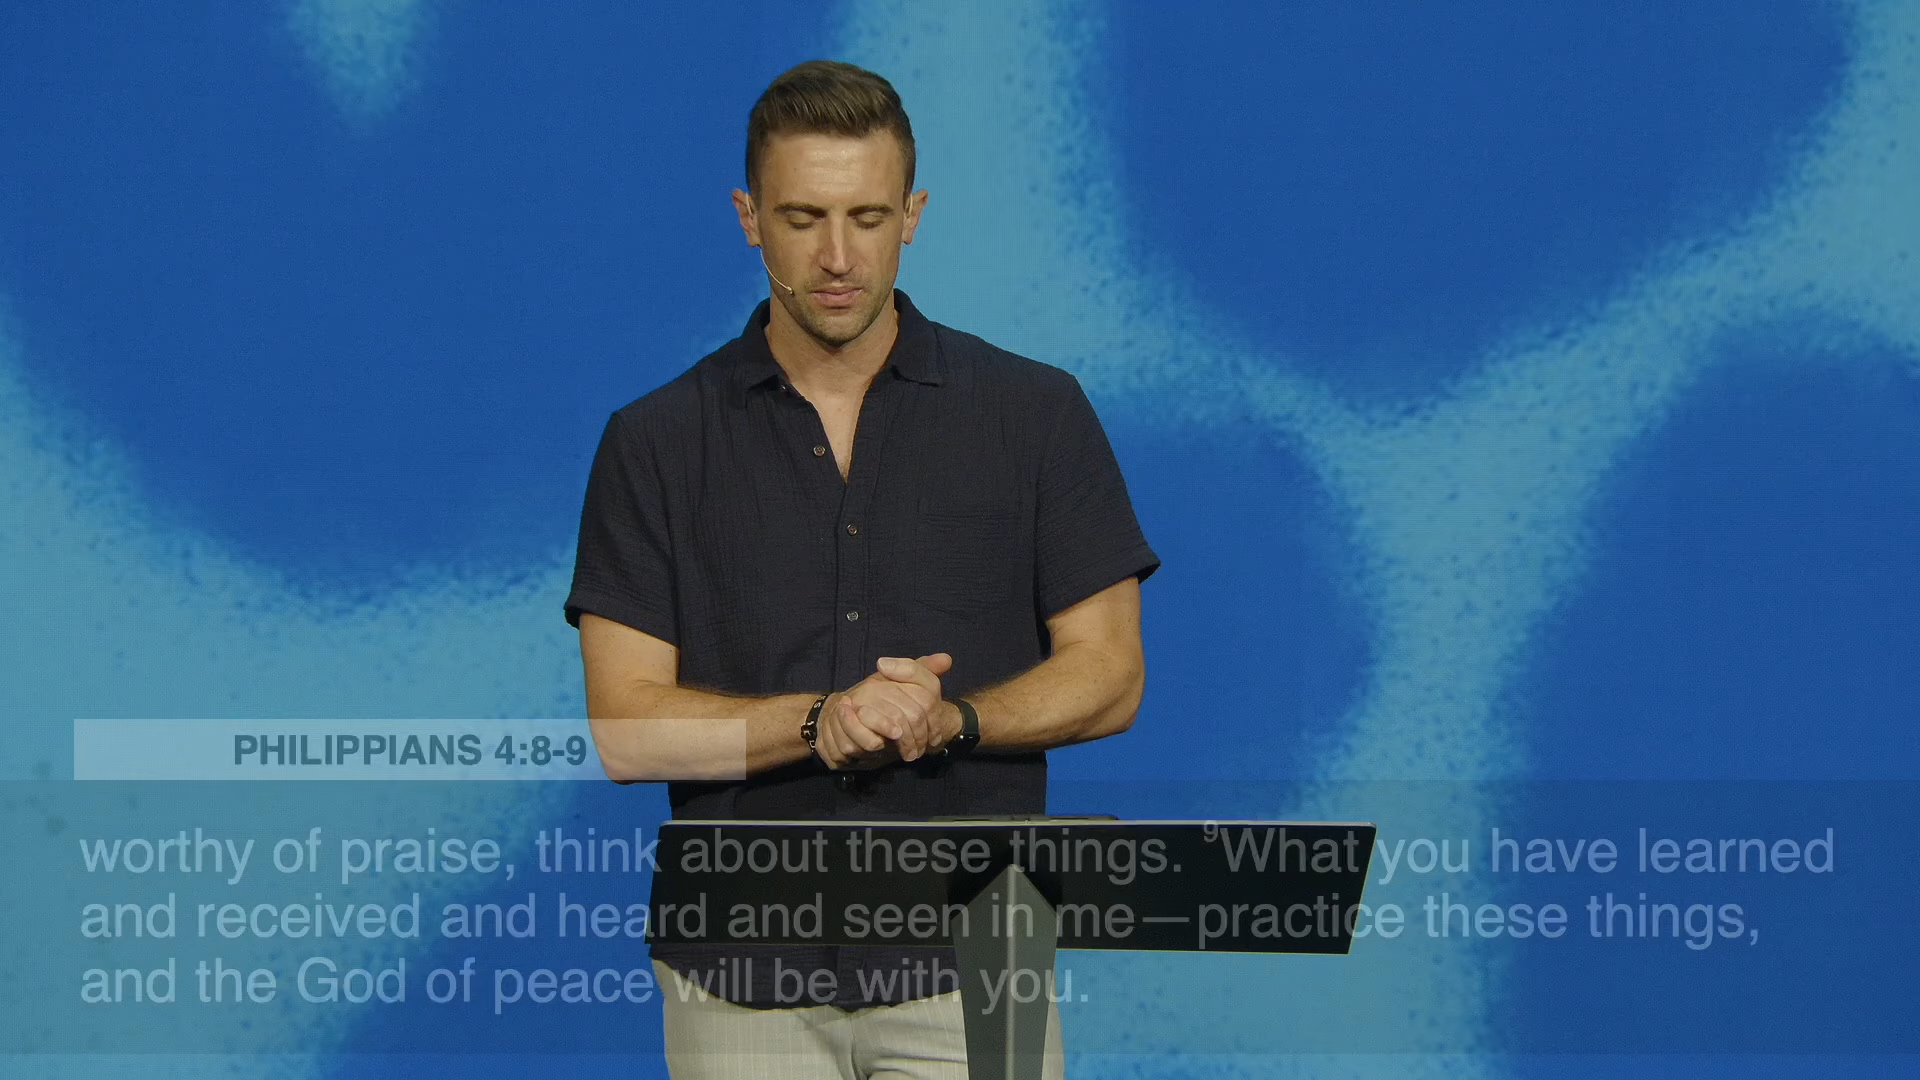 PHILIPPIANS 4:8-9
worthy of praise, think about these things. ⁹What you have learned
and received and heard and seen in me—practice these things,
and the God of peace will be with you.